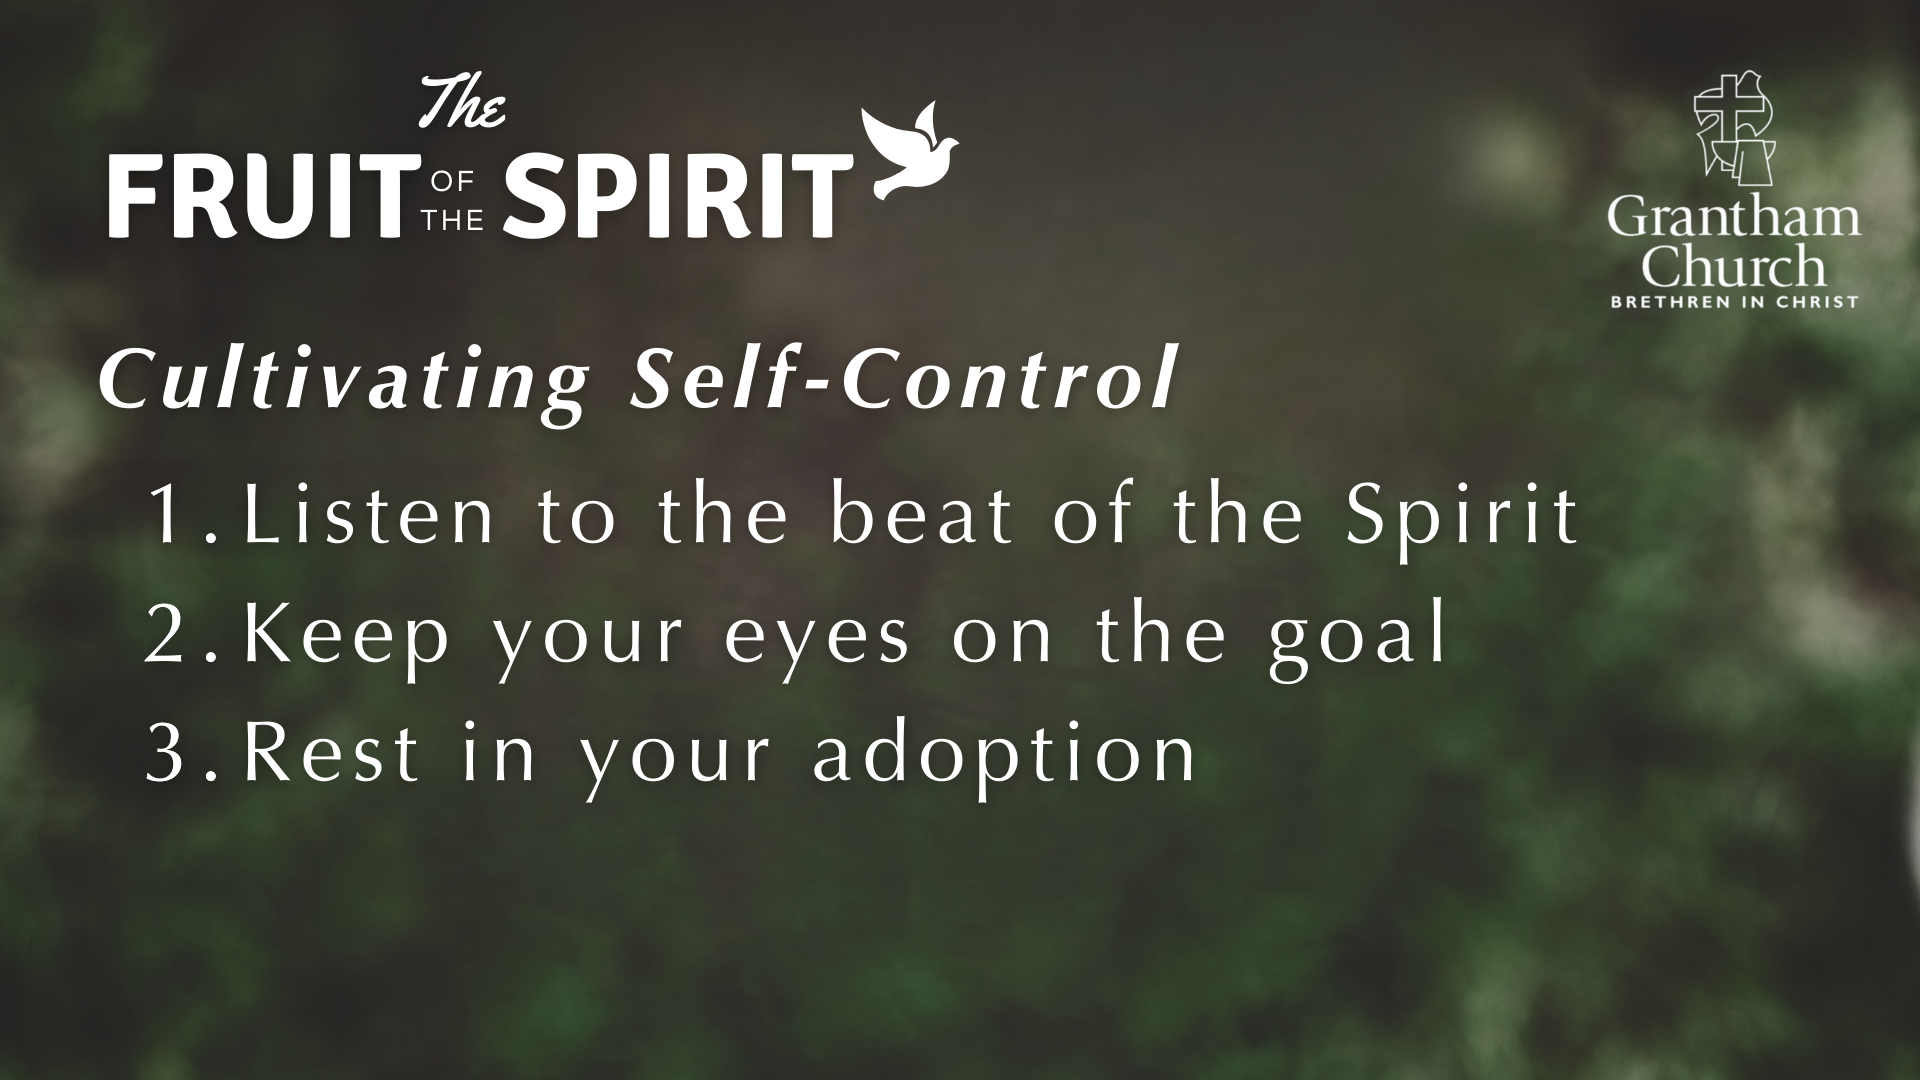 The
FRUIT OF THE SPIRIT
Grantham
Church
BRETHREN IN CHRIST
Cultivating Self-Control
1. Listen to the beat of the Spirit
2. Keep your eyes on the goal
3. Rest in your adoption